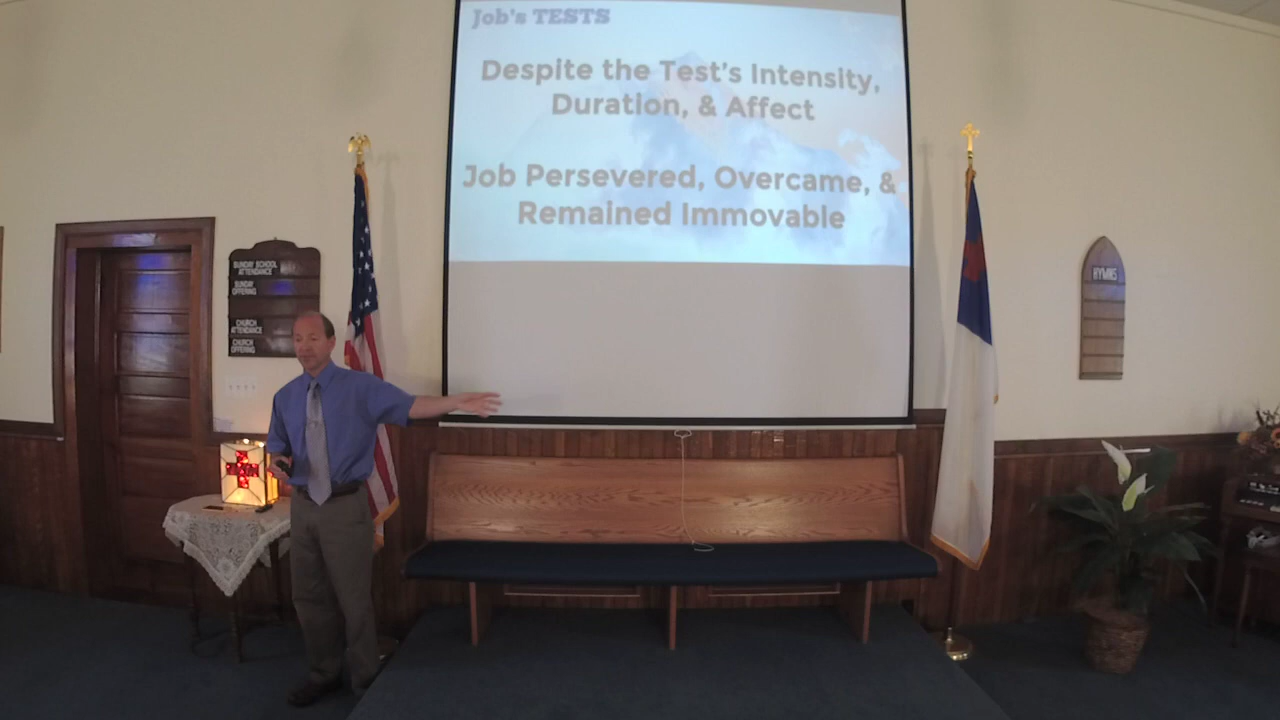 Job's TESTS
Despite the Test's Intensity,
Duration, & Affect
Job Persevered, Overcame, &
Remained Immovable
SUNDAY SCHOOL
ATTENDANCE
SUNDAY
OFFERING
CHURCH
ATTENDANCE
CHURCH
OFFERING
HYMNS